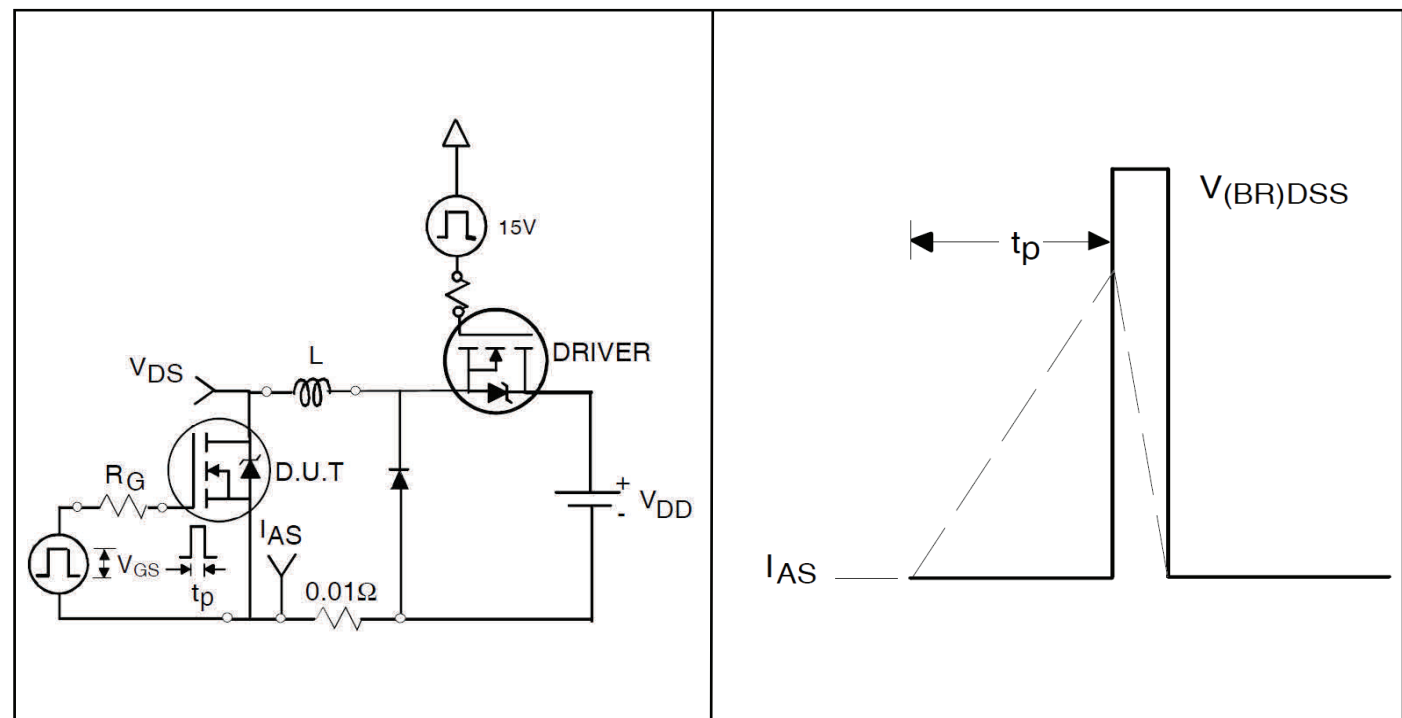 15V
DRIVER
L
VDS
D.U.T
RG
+
VDD
-
IAS
VGS
tp
0.01Ω
V(BR)DSS
tp
IAS